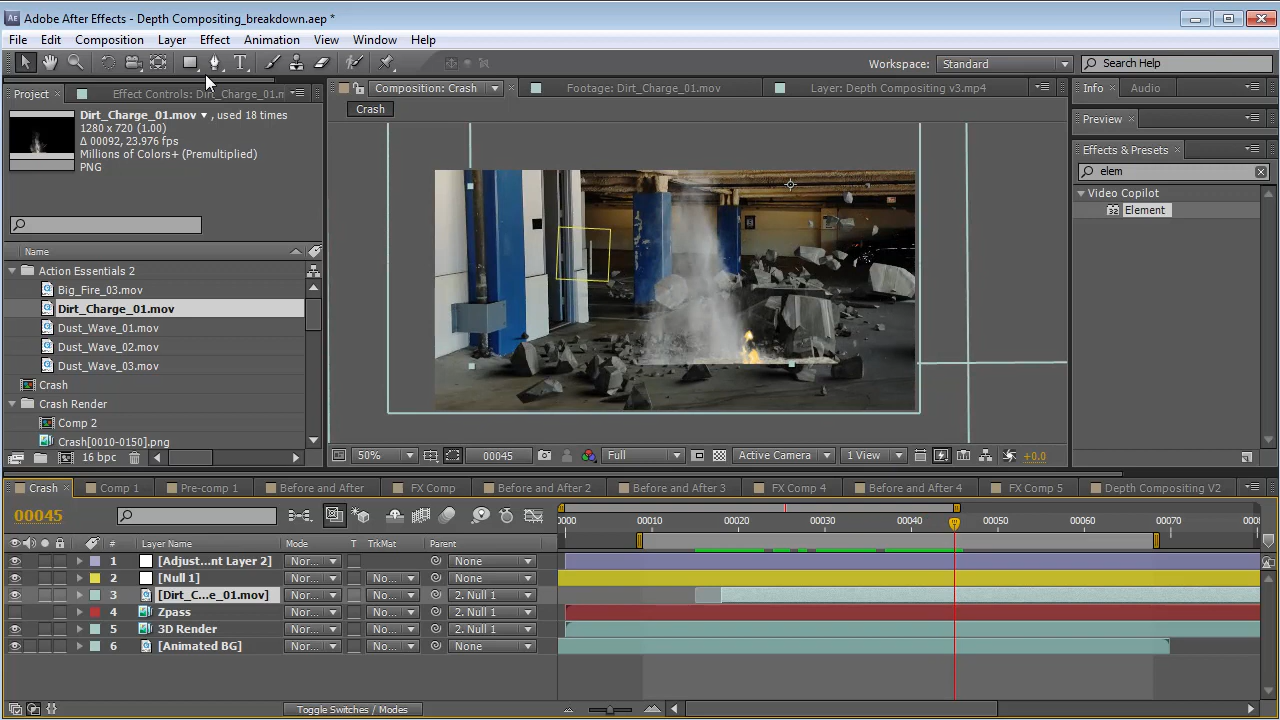 Adobe After Effects - Depth Compositing_breakdown.aep *
File Edit Composition Layer Effect Animation View Window Help
Workspace: Standard Search Help
Project Effect Controls: Dirt_Charge_01.m
Composition: Crash Footage: Dirt_Charge_01.mov Layer: Depth Compositing v3.mp4
Info Audio
Crash
Dirt_Charge_01.mov , used 18 times
1280 x 720 (1.00)
Δ 00092, 23.976 fps
Millions of Colors+ (Premultiplied)
PNG
Preview
Effects & Presets
elem
Video Copilot
32 Element
Name
Action Essentials 2
Big_Fire_03.mov
Dirt_Charge_01.mov
Dust_Wave_01.mov
Dust_Wave_02.mov
Dust_Wave_03.mov
Crash
Crash Render
Comp 2
Crash[0010-0150].png
16 bpc
50% 00045 Full Active Camera 1 View +0.0
Crash Comp 1 Pre-comp 1 Before and After FX Comp Before and After 2 Before and After 3 FX Comp 4 Before and After 4 FX Comp 5 Depth Compositing V2
00045
0000 00010 00020 00030 00040 00050 00060 00070 0008
# Layer Name Mode T TrkMat Parent
1 [Adjust...nt Layer 2] Nor... None
2 [Null 1] Nor... No... None
3 [Dirt_C...e_01.mov] Nor... No... 2. Null 1
4 Zpass Nor... No... 2. Null 1
5 3D Render Nor... No... 2. Null 1
6 [Animated BG] Nor... No... None
Toggle Switches / Modes